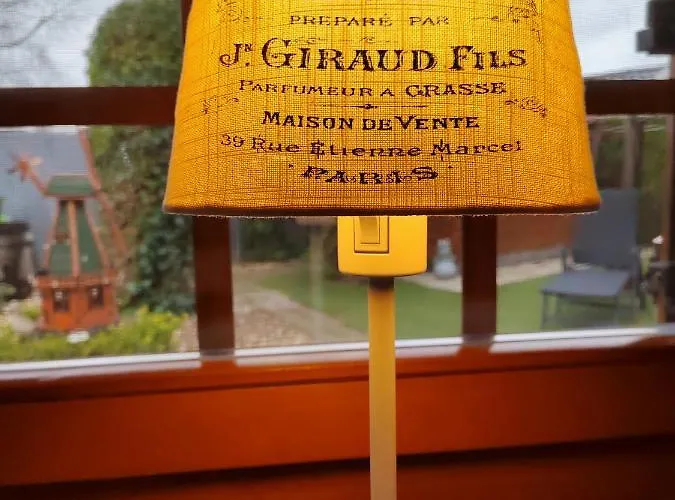 PREPARÉ PAR
JN GIRAUD FILS
PARFUMEUR A GRASSE
MAISON DE VENTE
39 Rue Etienne Marcel
PARIS